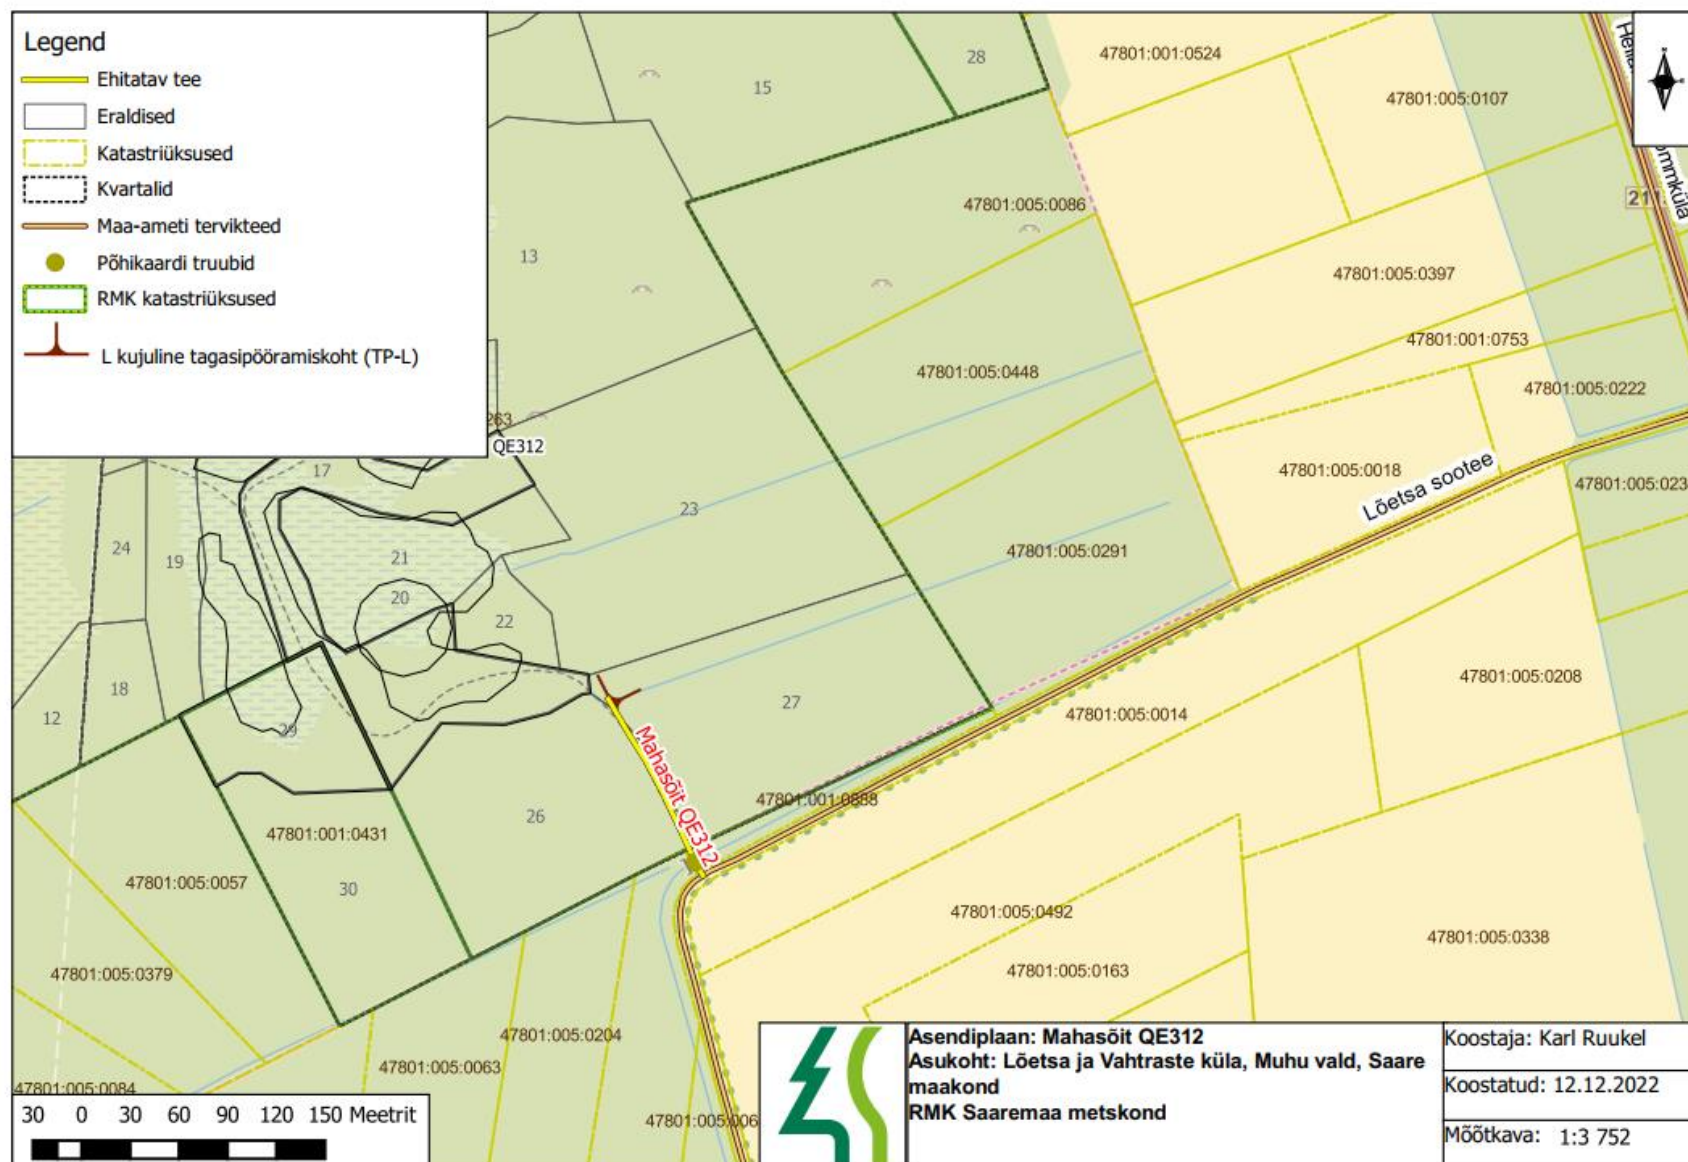 Legend
Ehitatav tee
Eraldised
Katastriüksused
Kvartalid
Maa-ameti tervikteed
Põhikaardi truubid
RMK katastriüksused
L kujuline tagasipööramiskoht (TP-L)
28
47801:001:0524
15
47801:005:0107
211
ommküla
47801:005:0086
13
47801:005:0397
47801:001:0753
47801:005:0448
47801:005:0222
263
QE312
17
47801:005:0018
Lõetsa sootee
47801:005:023
23
24
19
21
47801:005:0291
20
22
47801:005:0208
18
27
12
29
47801:005:0014
Mahasõit QE312
47801:001:0888
26
47801:001:0431
47801:005:0057
30
47801:005:0492
47801:005:0338
47801:005:0379
47801:005:0163
47801:005:0204
47801:005:0063
47801:005:0084
47801:005:006
30 0 30 60 90 120 150 Meetrit
Asendiplaan: Mahasõit QE312
Asukoht: Lõetsa ja Vahtraste küla, Muhu vald, Saare
maakond
RMK Saaremaa metskond
Koostaja: Karl Ruukel
Koostatud: 12.12.2022
Mõõtkava: 1:3 752